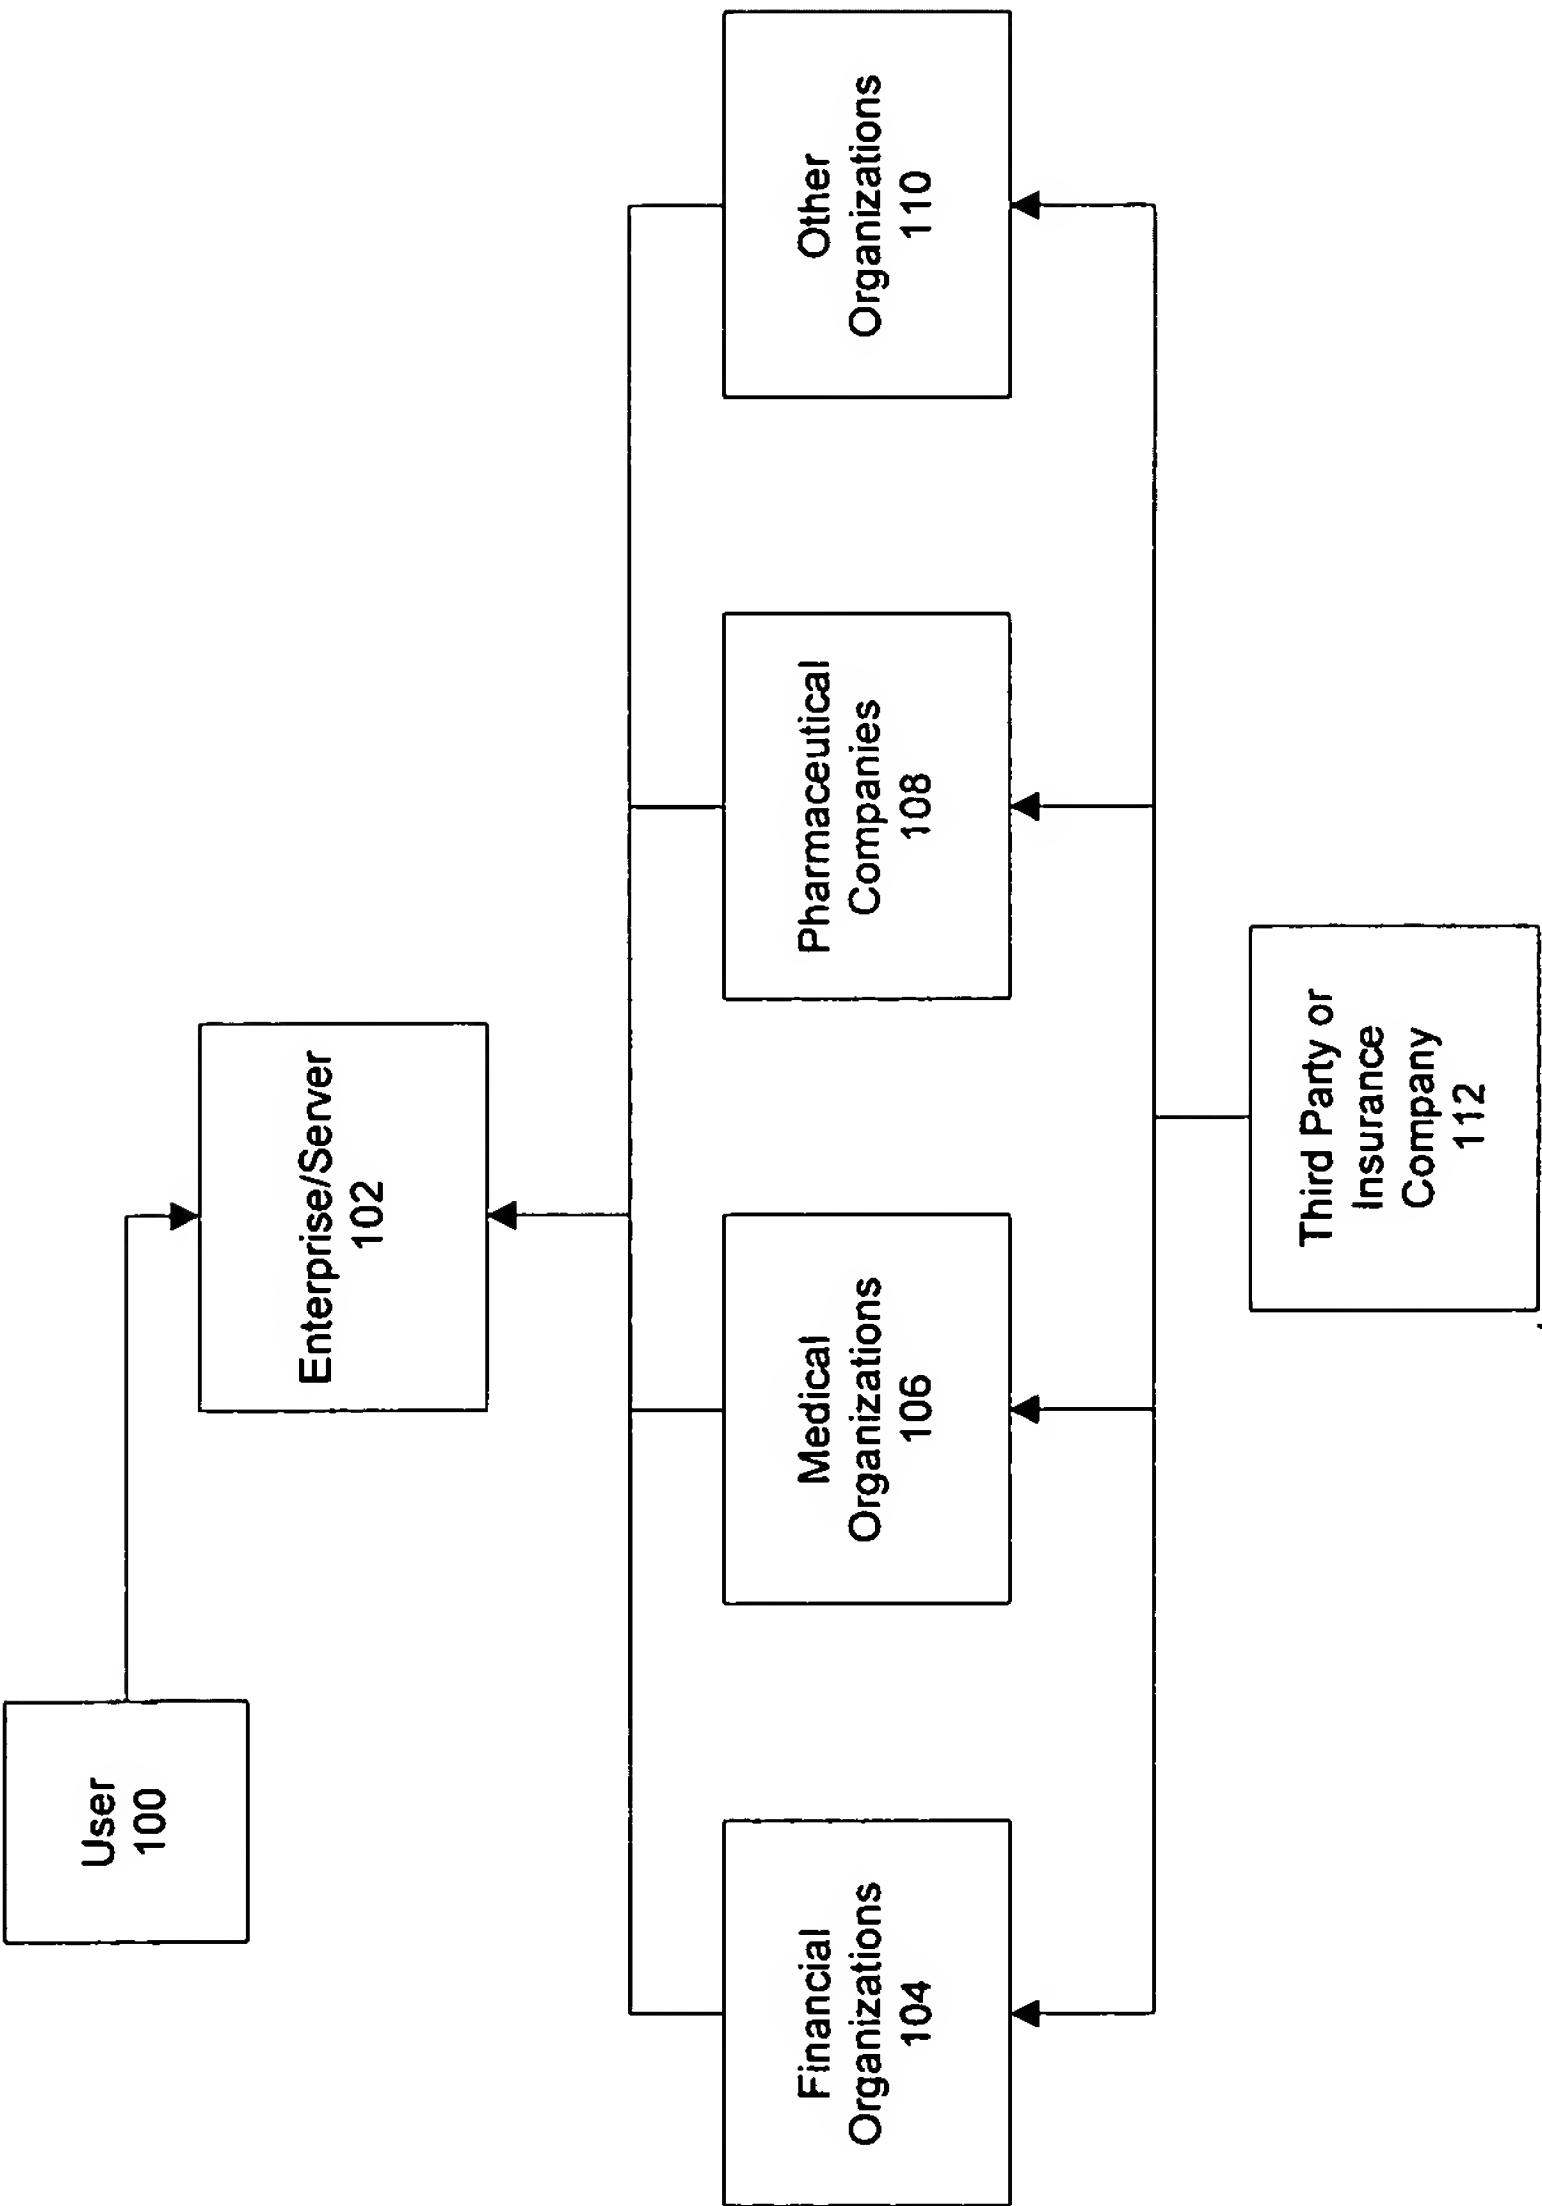 User
100
Enterprise/Server
102
Financial
Organizations
104
Medical
Organizations
106
Pharmaceutical
Companies
108
Other
Organizations
110
Third Party or
Insurance
Company
112